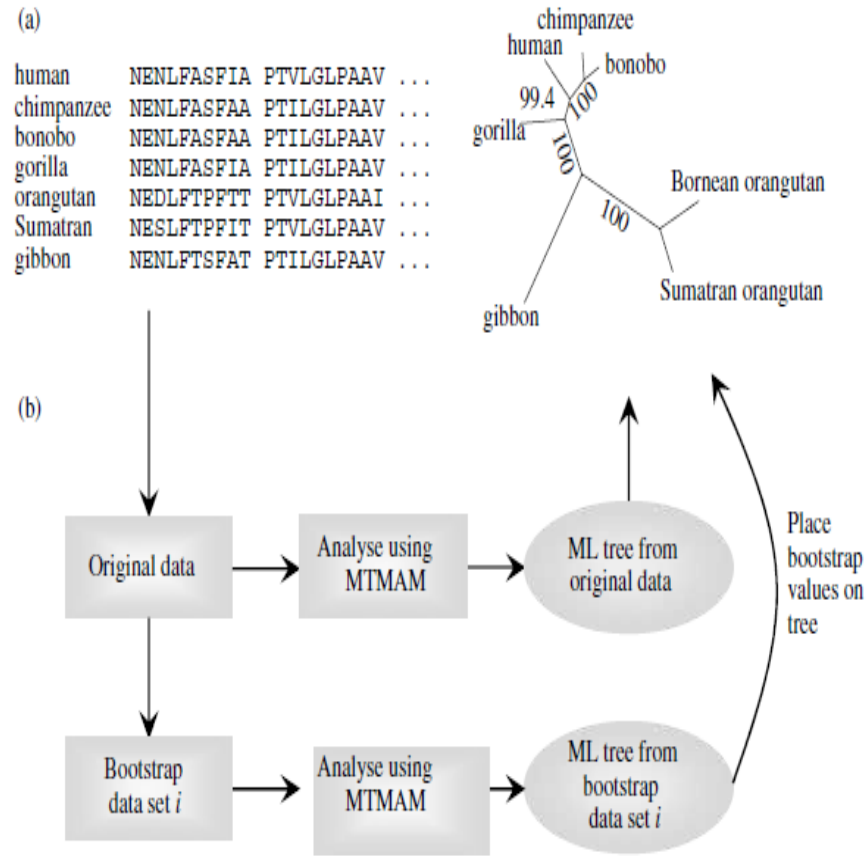 (a)
human NENLFASFIA PTVLGLPAAV ...
chimpanzee NENLFASFAA PTILGLPAAV ...
bonobo NENLFASFAA PTILGLPAAV ...
gorilla NENLFASFIA PTILGLPAAV ...
orangutan NEDLFTPFTT PTVLGLPAAI ...
Sumatran NESLFTPFIT PTVLGLPAAV ...
gibbon NENLFTSFAT PTILGLPAAV ...
chimpanzee
human
bonobo
99.4
100
gorilla
100
Bornean orangutan
100
Sumatran orangutan
gibbon
(b)
Original data
Analyse using
MTMAM
ML tree from
original data
Place
bootstrap
values on
tree
Bootstrap
data set i
Analyse using
MTMAM
ML tree from
bootstrap
data set i